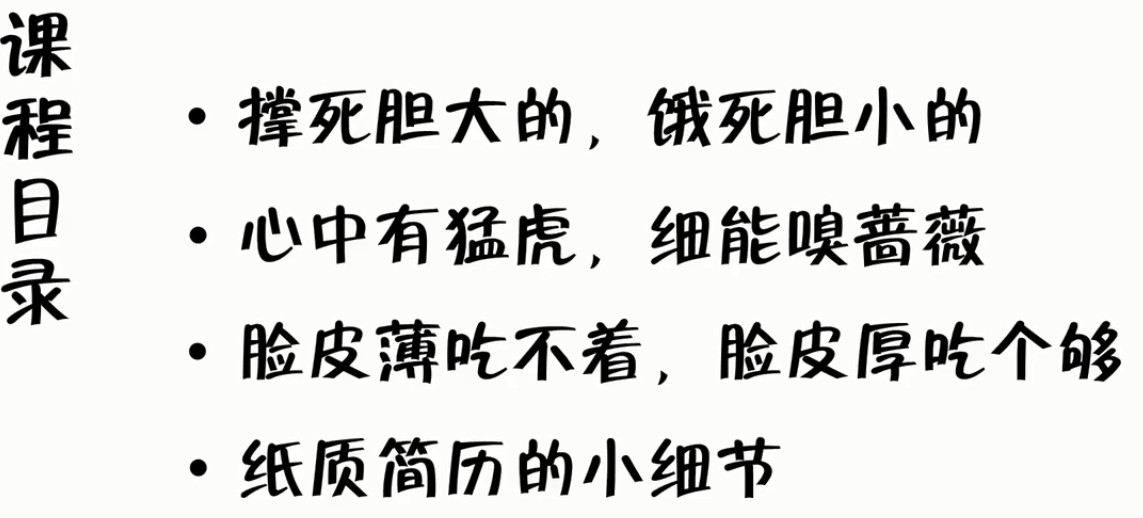 课程目录
• 撑死胆大的，饿死胆小的
• 心中有猛虎，细能嗅蔷薇
• 脸皮薄吃不着，脸皮厚吃个够
• 纸质简历的小细节